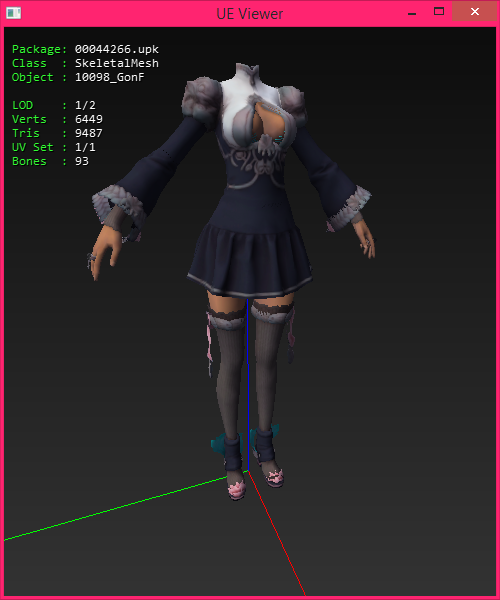 UE Viewer
Package: 00044266.upk
Class : SkeletalMesh
Object : 10098_GonF
LOD : 1/2
Verts : 6449
Tris : 9487
UV Set : 1/1
Bones : 93